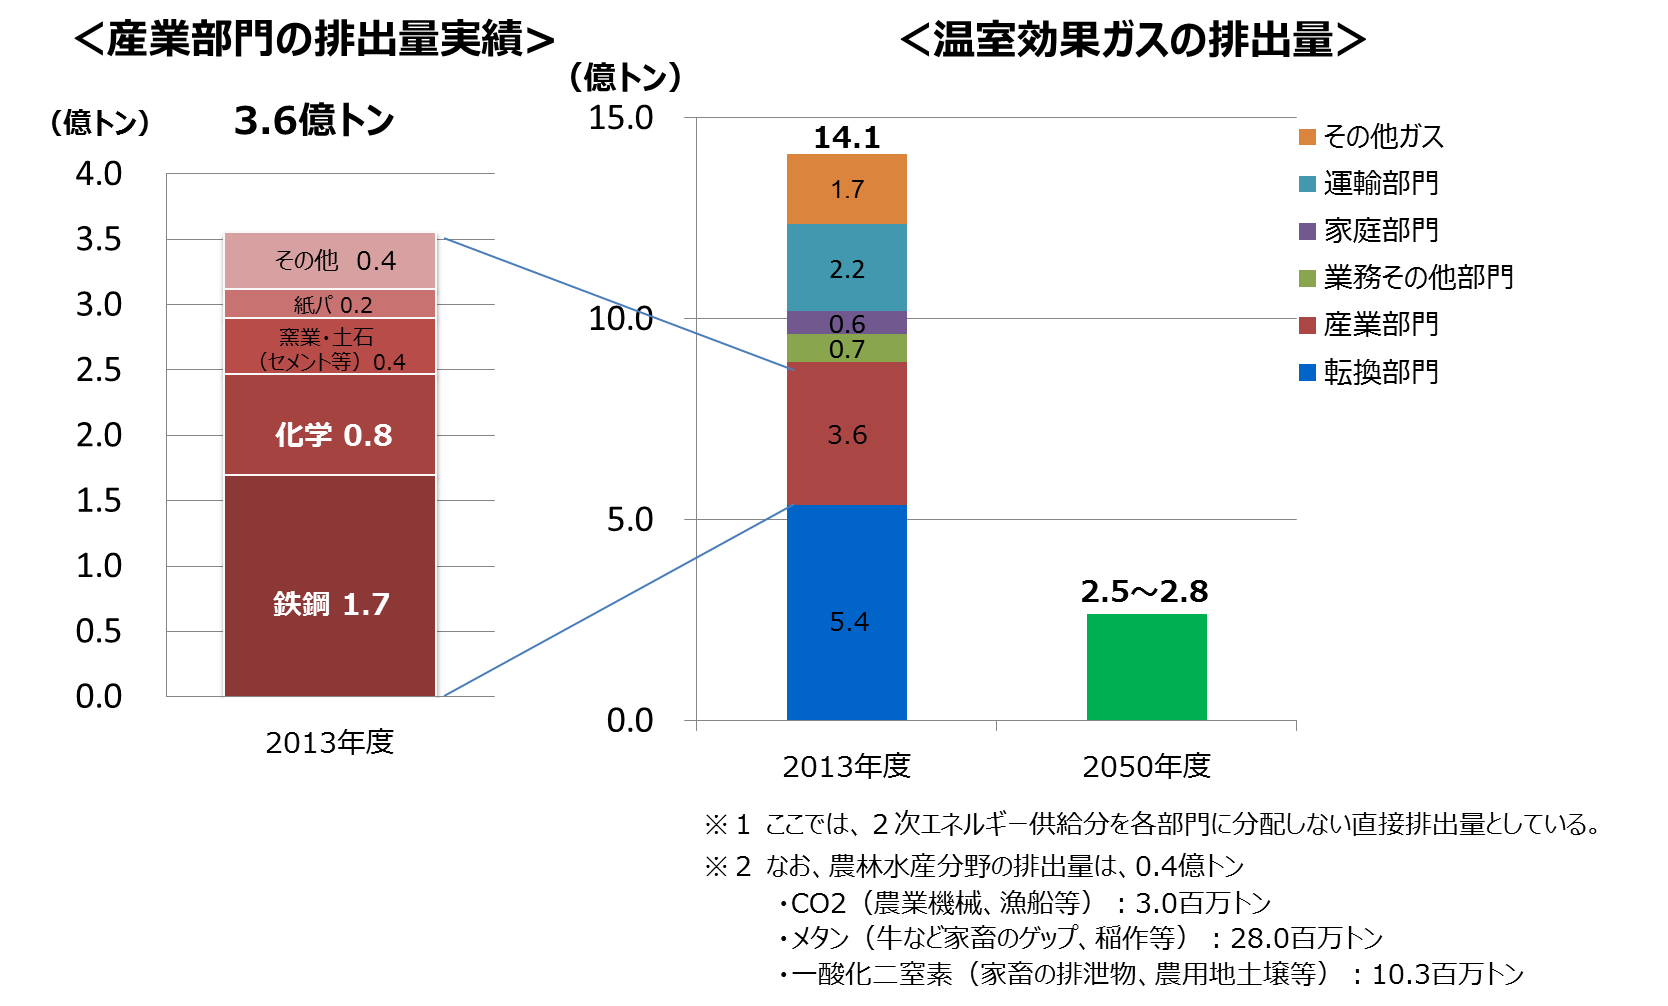 ＜産業部門の排出量実績＞
（億トン）
3.6億トン
4.0
3.5
3.0
2.5
2.0
1.5
1.0
0.5
0.0
その他 0.4
紙パ 0.2
窯業・土石
（セメント等）0.4
化学 0.8
鉄鋼 1.7
2013年度
＜温室効果ガスの排出量＞
（億トン）
15.0
10.0
5.0
0.0
14.1
1.7
2.2
0.6
0.7
3.6
5.4
2.5～2.8
2013年度
2050年度
その他ガス
運輸部門
家庭部門
業務その他部門
産業部門
転換部門
※１ ここでは、２次エネルギー供給分を各部門に分配しない直接排出量としている。
※２ なお、農林水産分野の排出量は、0.4億トン
・CO2（農業機械、漁船等）：3.0百万トン
・メタン（牛など家畜のゲップ、稲作等）：28.0百万トン
・一酸化二窒素（家畜の排泄物、農用地土壌等）：10.3百万トン